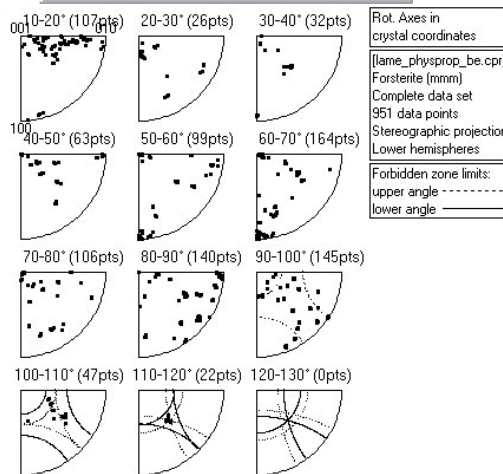 10-20° (107pts)
20-30° (26pts)
30-40° (32pts)
001
010
100
40-50° (63pts)
50-60° (99pts)
60-70° (164pts)
70-80° (106pts)
80-90° (140pts)
90-100° (145pts)
100-110° (47pts)
110-120° (22pts)
120-130° (0pts)
Rot. Axes in
crystal coordinates
[lame_physprop_be.cpr
Forsterite (mmm)
Complete data set
951 data points
Stereographic projection
Lower hemispheres
Forbidden zone limits:
upper angle
lower angle